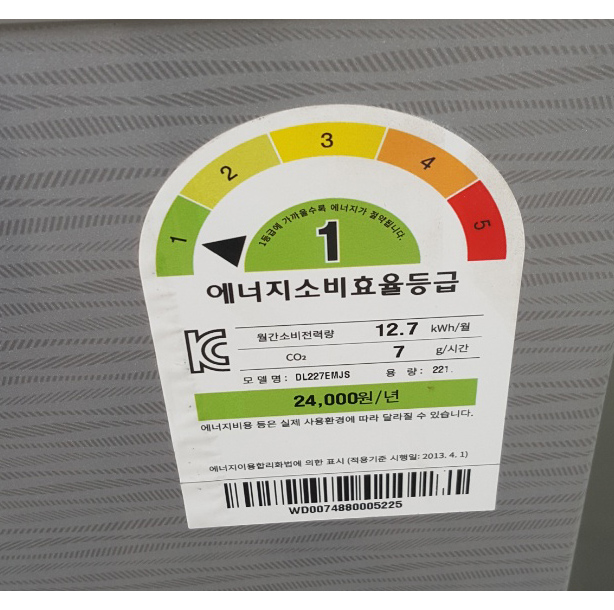 3
2
4
1
5
1등급에 가까울수록 에너지가 절약됩니다.
1
에너지소비효율등급
월간소비전력량 12.7 kWh/월
CO₂ 7 g/시간
모델명: DL227EMJS 용 량: 22ℓ
24,000원/년
에너지비용 등은 실제 사용환경에 따라 달라질 수 있습니다.
에너지이용합리화법에 의한 표시 (적용기준 시행일: 2013. 4. 1)
WD0074880005225